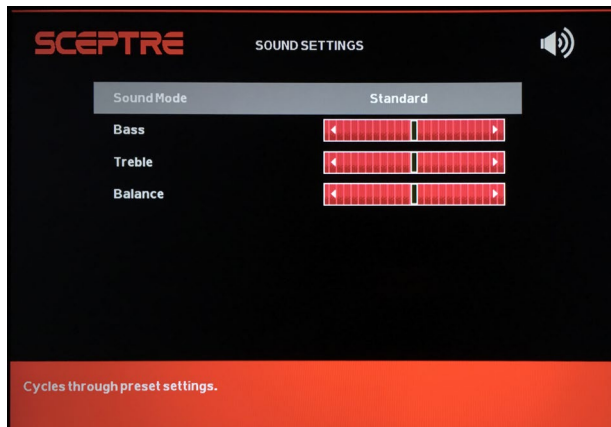 SCEPTRE
SOUND SETTINGS
Sound Mode Standard
Bass
Treble
Balance
Cycles through preset settings.